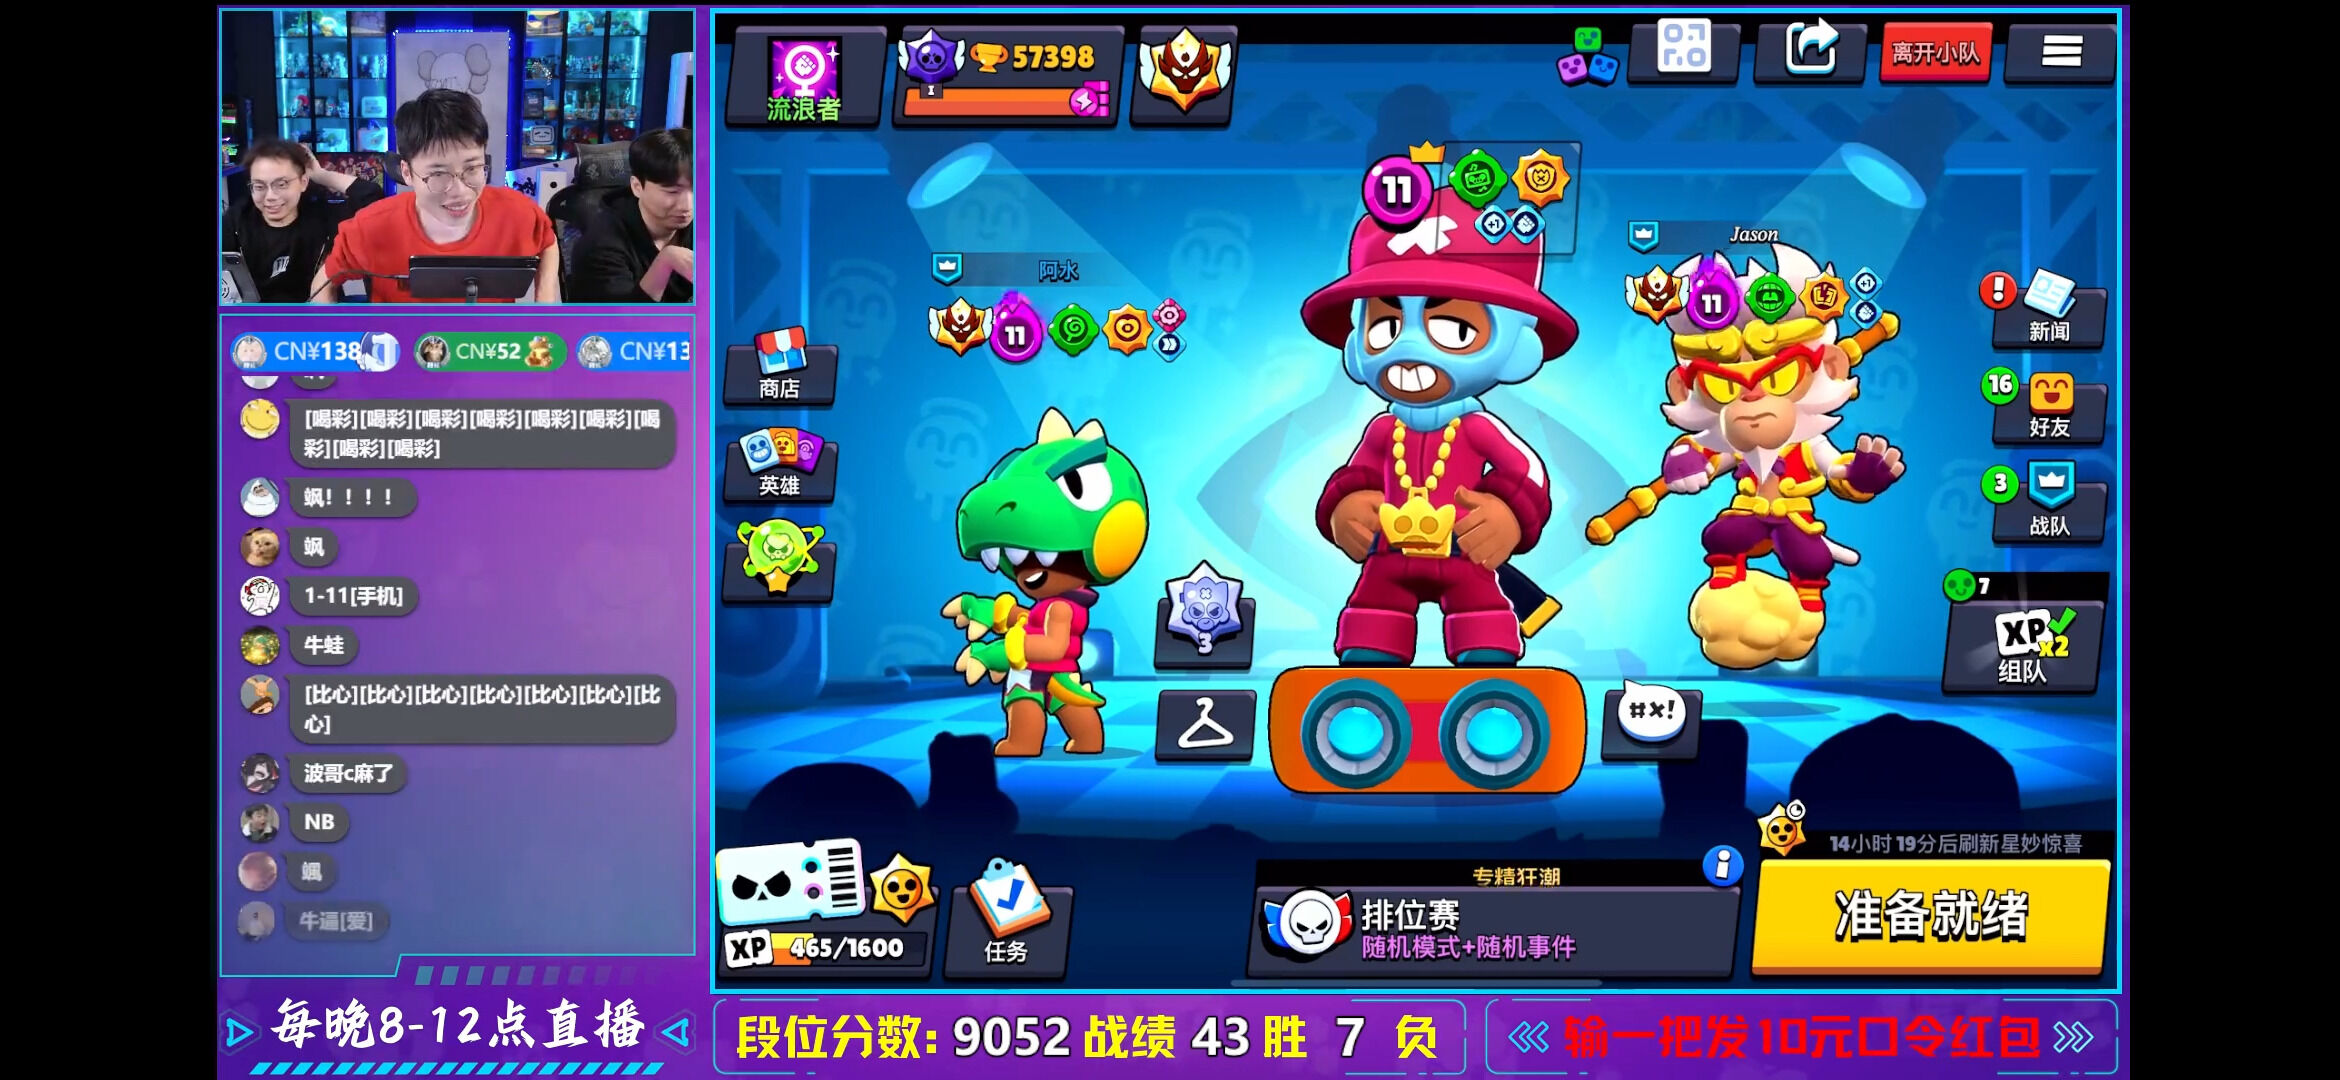 流浪者
I
57398
离开小队
CN¥138
CN¥52
CN¥13
[喝彩][喝彩][喝彩][喝彩][喝彩][喝彩][喝
彩][喝彩][喝彩]
飒！！！！
飒
1-11[手机]
牛蛙
[比心][比心][比心][比心][比心][比心][比
心]
波哥c麻了
NB
颯
牛逼[爱]
11
+1
阿水
11
Jason
11
+1
商店
英雄
3
新闻
16
好友
3
战队
7
XP
x2
组队
#x!
XP
465/1600
任务
专精狂潮
排位赛
随机模式+随机事件
14小时19分后刷新星妙惊喜
准备就绪
每晚8-12点直播
段位分数: 9052 战绩 43 胜 7 负
输一把发10元口令红包